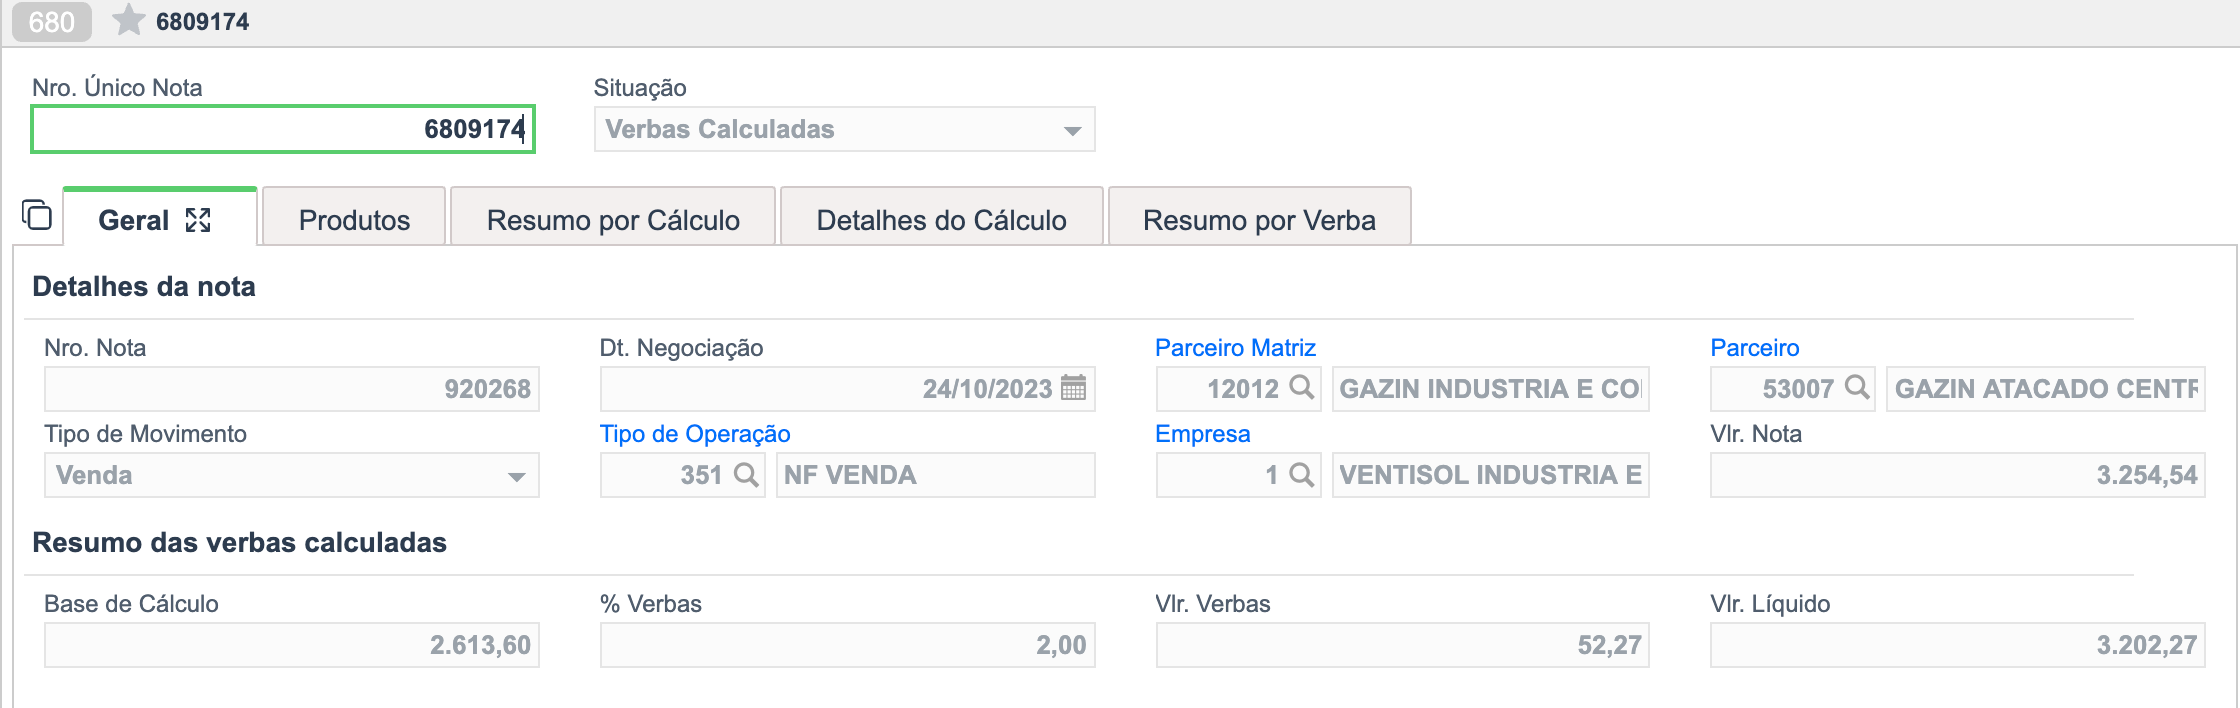 680 6809174
Nro. Único Nota Situação
6809174 Verbas Calculadas
Geral Produtos Resumo por Cálculo Detalhes do Cálculo Resumo por Verba
Detalhes da nota
Nro. Nota Dt. Negociação Parceiro Matriz Parceiro
920268 24/10/2023 12012 GAZIN INDUSTRIA E CO 53007 GAZIN ATACADO CENTR
Tipo de Movimento Tipo de Operação Empresa Vlr. Nota
Venda 351 NF VENDA 1 VENTISOL INDUSTRIA E 3.254,54
Resumo das verbas calculadas
Base de Cálculo % Verbas Vlr. Verbas Vlr. Líquido
2.613,60 2,00 52,27 3.202,27